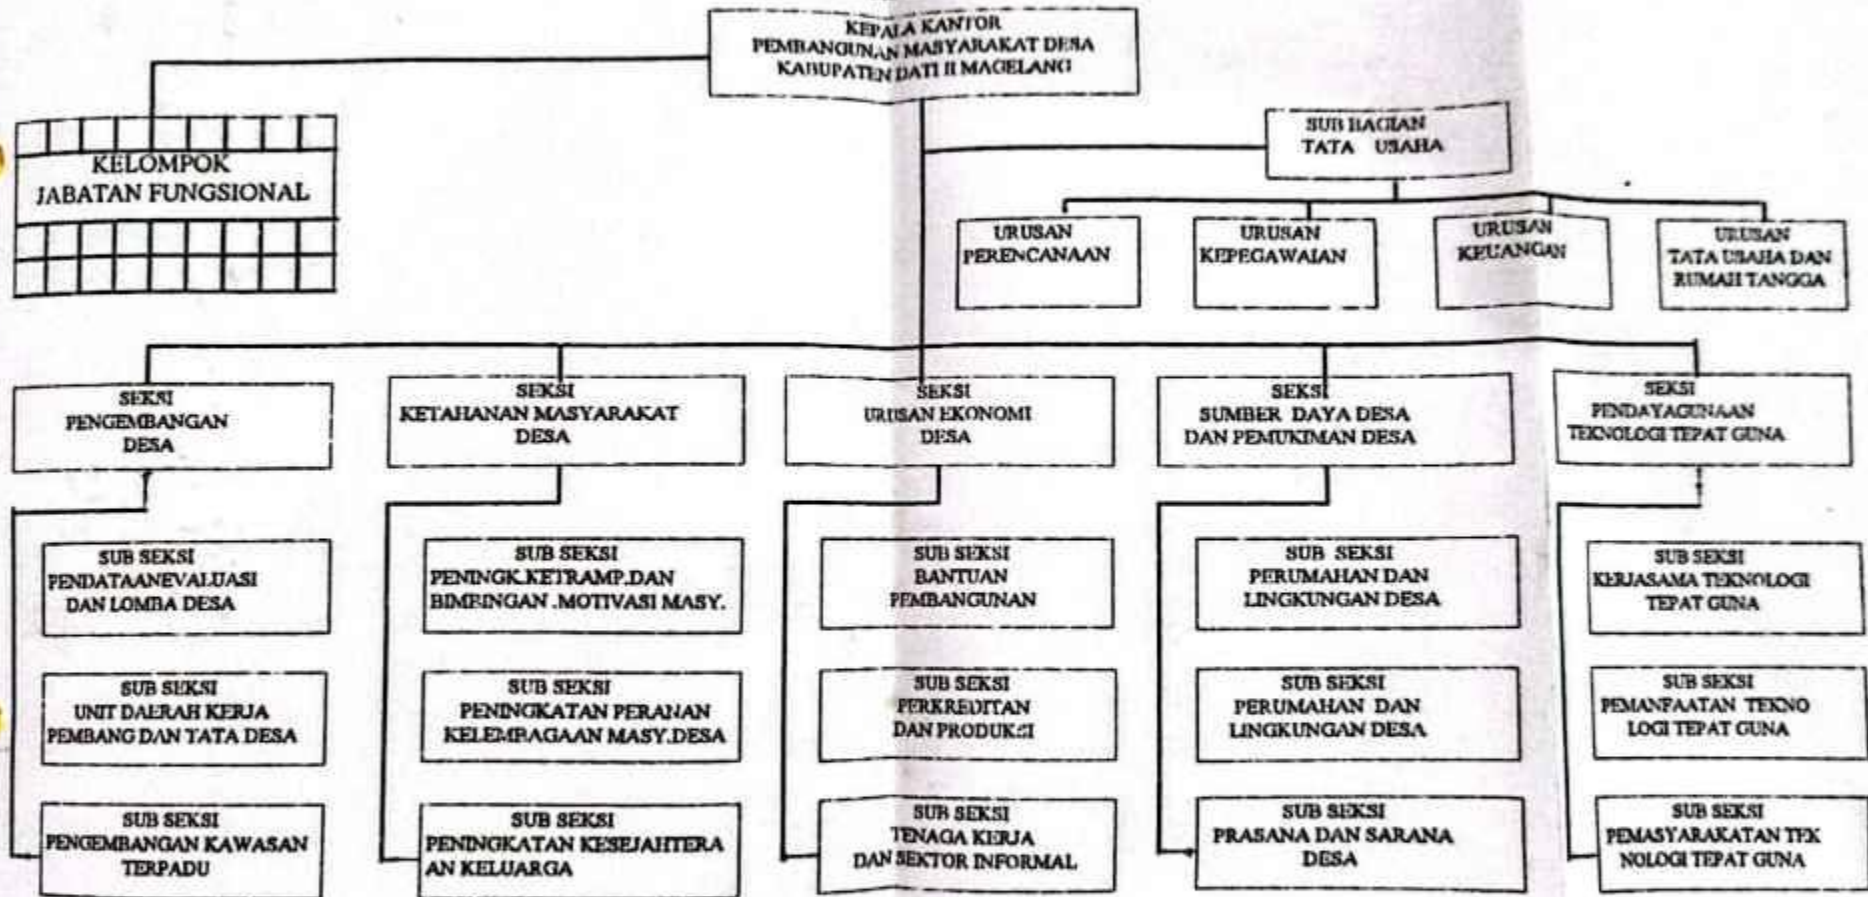 KEPALA KANTOR
PEMBANGUNAN MASYARAKAT DESA
KABUPATEN DATI II MAGELANG
KELOMPOK
JABATAN FUNGSIONAL
SUB BAGIAN
TATA USAHA
URUSAN
PERENCANAAN
URUSAN
KEPEGAWAIAN
URUSAN
KEUANGAN
URUSAN
TATA USAHA DAN
RUMAH TANGGA
SEKSI
PENGEMBANGAN
DESA
SEKSI
KETAHANAN MASYARAKAT
DESA
SEKSI
URUSAN EKONOMI
DESA
SEKSI
SUMBER DAYA DESA
DAN PEMUKIMAN DESA
SEKSI
PENDAYAGUNAAN
TEKNOLOGI TEPAT GUNA
SUB SEKSI
PENDATAANEVALUASI
DAN LOMBA DESA
SUB SEKSI
PENINGK.KETRAMP.DAN
BIMBINGAN .MOTIVASI MASY.
SUB SEKSI
BANTUAN
PEMBANGUNAN
SUB SEKSI
PERUMAHAN DAN
LINGKUNGAN DESA
SUB SEKSI
KERJASAMA TEKNOLOGI
TEPAT GUNA
SUB SEKSI
UNIT DAERAH KERJA
PEMBANG DAN TATA DESA
SUB SEKSI
PENINGKATAN PERANAN
KELEMBAGAAN MASY.DESA
SUB SEKSI
PERKREDITAN
DAN PRODUKSI
SUB SEKSI
PERUMAHAN DAN
LINGKUNGAN DESA
SUB SEKSI
PEMANFAATAN TEKNO
LOGI TEPAT GUNA
SUB SEKSI
PENGEMBANGAN KAWASAN
TERPADU
SUB SEKSI
PENINGKATAN KESEJAHTERA
AN KELUARGA
SUB SEKSI
TENAGA KERJA
DAN SEKTOR INFORMAL
SUB SEKSI
PRASANA DAN SARANA
DESA
SUB SEKSI
PEMASYARAKATAN TEK
NOLOGI TEPAT GUNA